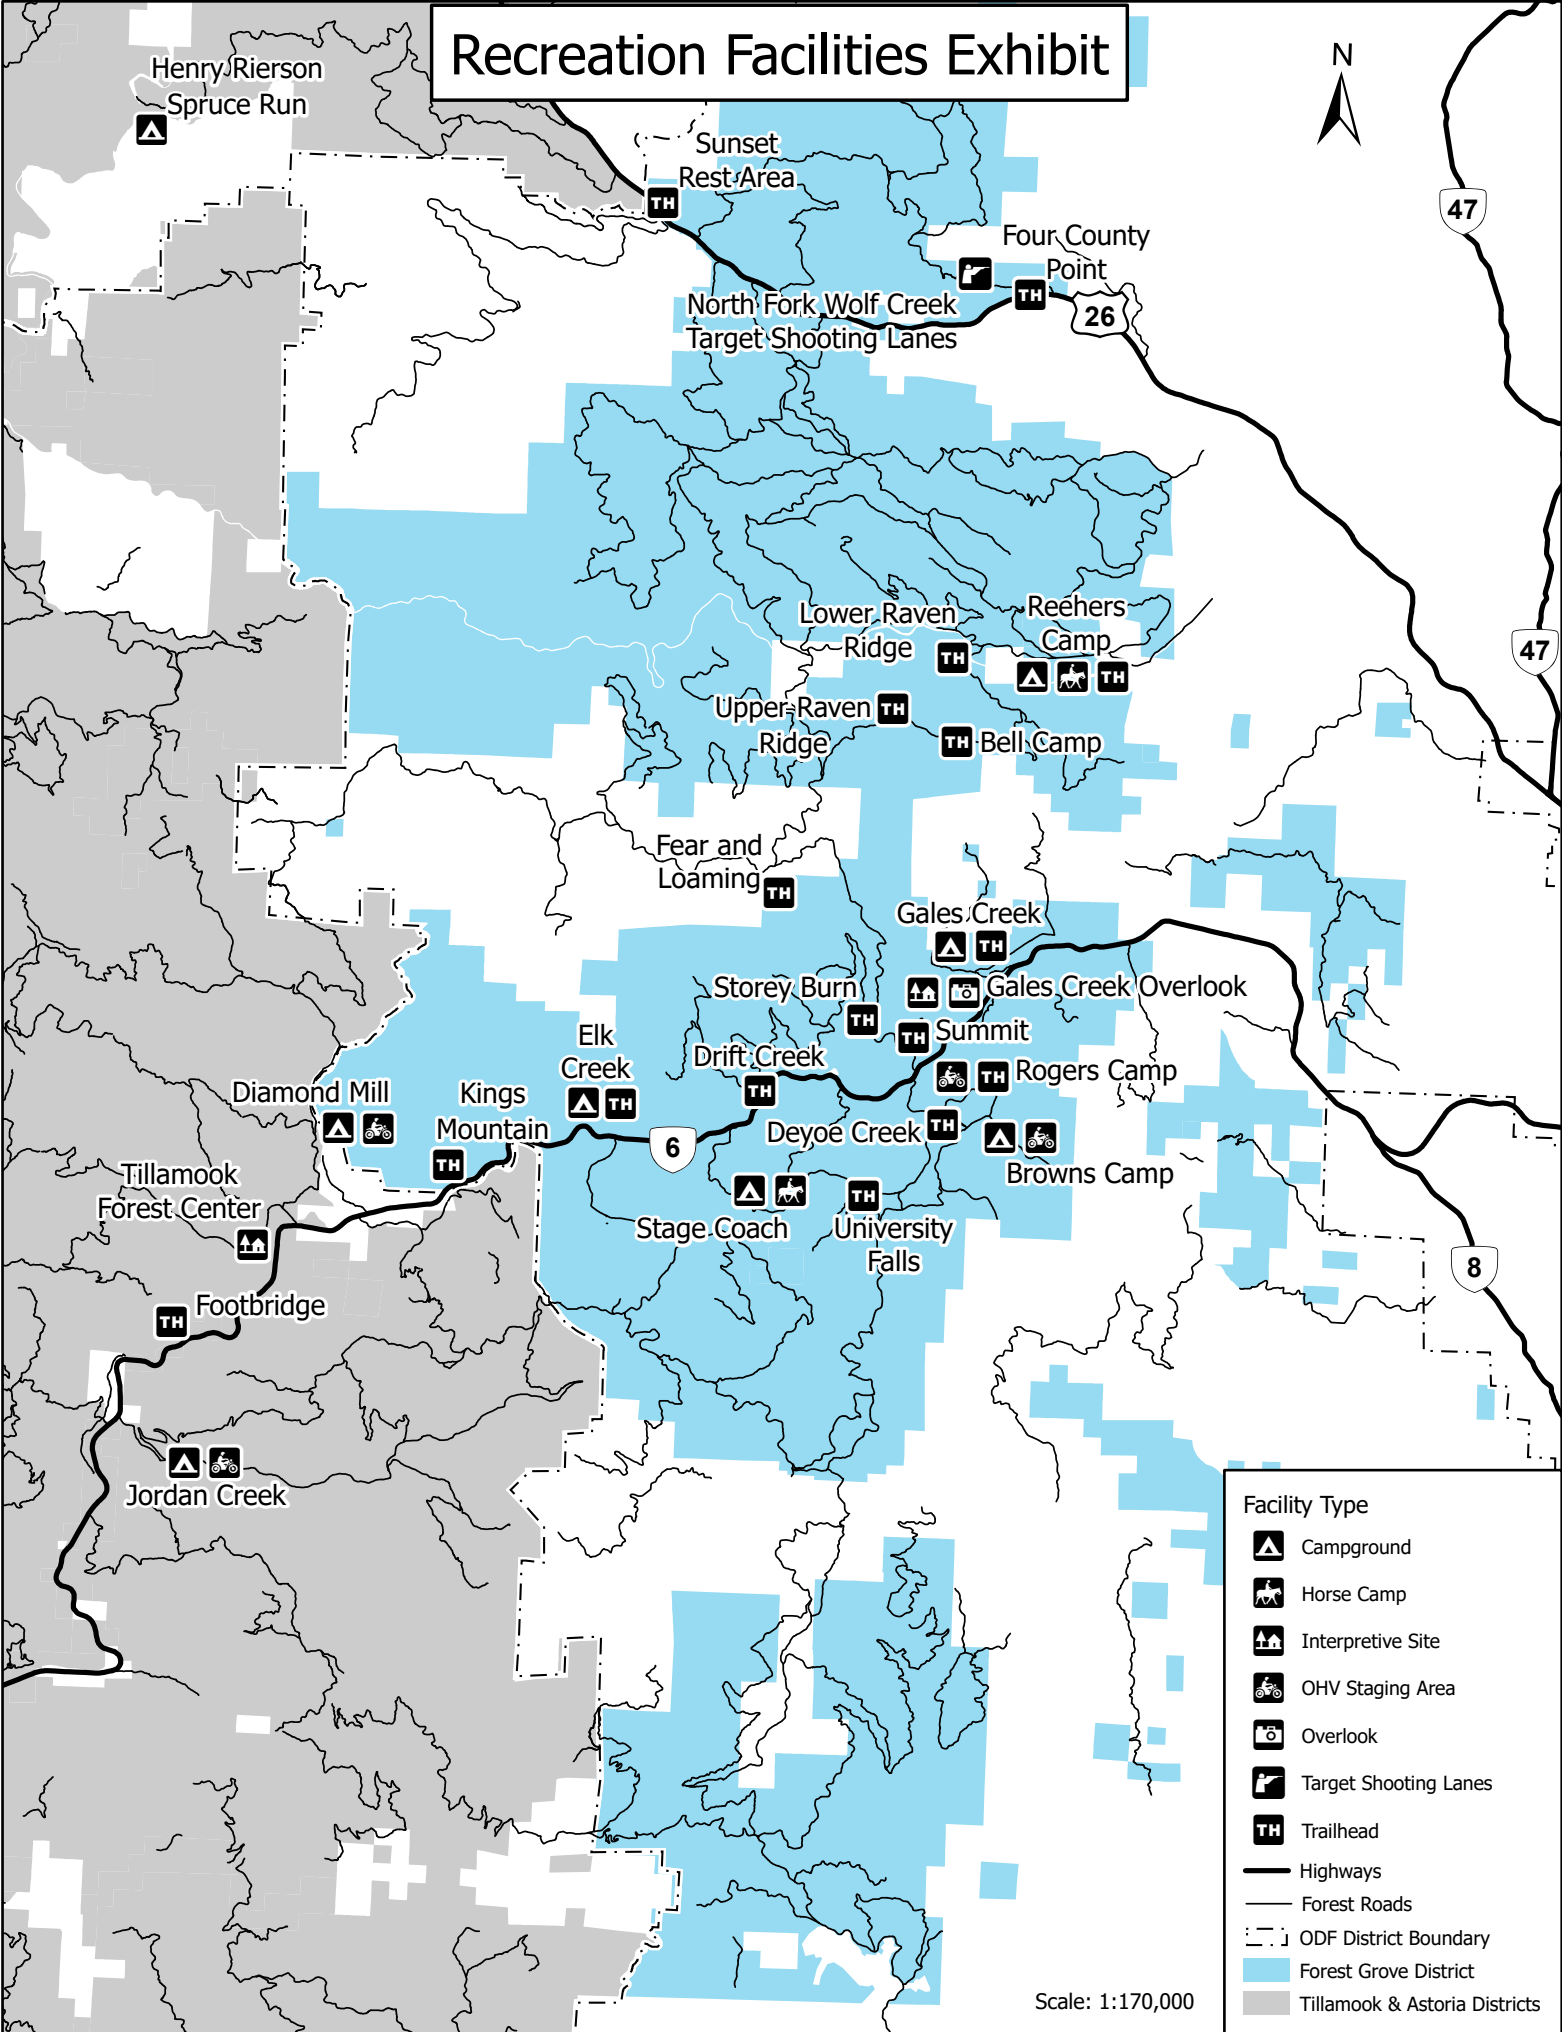 Recreation Facilities Exhibit
N
Henry Rierson
Spruce Run
Sunset
Rest Area
TH
47
Four County
Point
TH
North Fork Wolf Creek
Target Shooting Lanes
26
Lower Raven
Ridge
TH
Reehers
Camp
TH
47
Upper Raven
Ridge
TH
TH
Bell Camp
Fear and
Loaming
TH
Gales Creek
TH
Storey Burn
TH
Gales Creek Overlook
TH
Summit
Elk
Creek
TH
Drift Creek
TH
TH
Rogers Camp
Diamond Mill
Kings
Mountain
TH
6
Deyoe Creek
TH
Browns Camp
Tillamook
Forest Center
Stage Coach
TH
University
Falls
8
TH
Footbridge
Jordan Creek
Facility Type
Campground
Horse Camp
Interpretive Site
OHV Staging Area
Overlook
Target Shooting Lanes
TH
Trailhead
Highways
Forest Roads
ODF District Boundary
Forest Grove District
Tillamook & Astoria Districts
Scale: 1:170,000